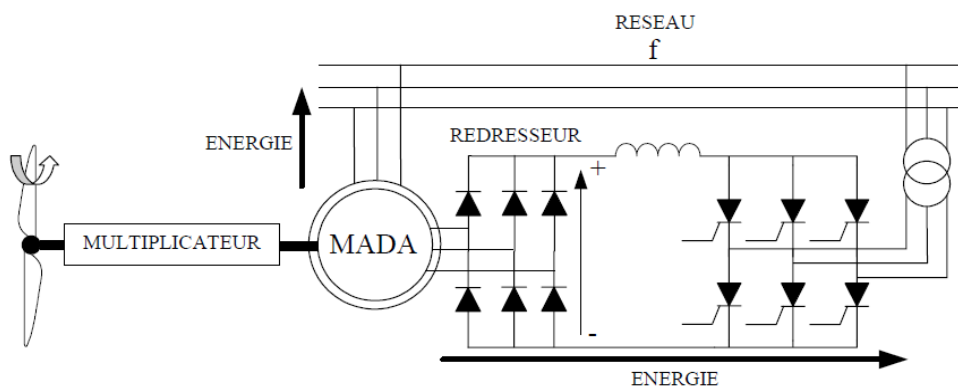 RESEAU
f
ENERGIE
REDRESSEUR
+
MULTIPLICATEUR
MADA
-
ENERGIE